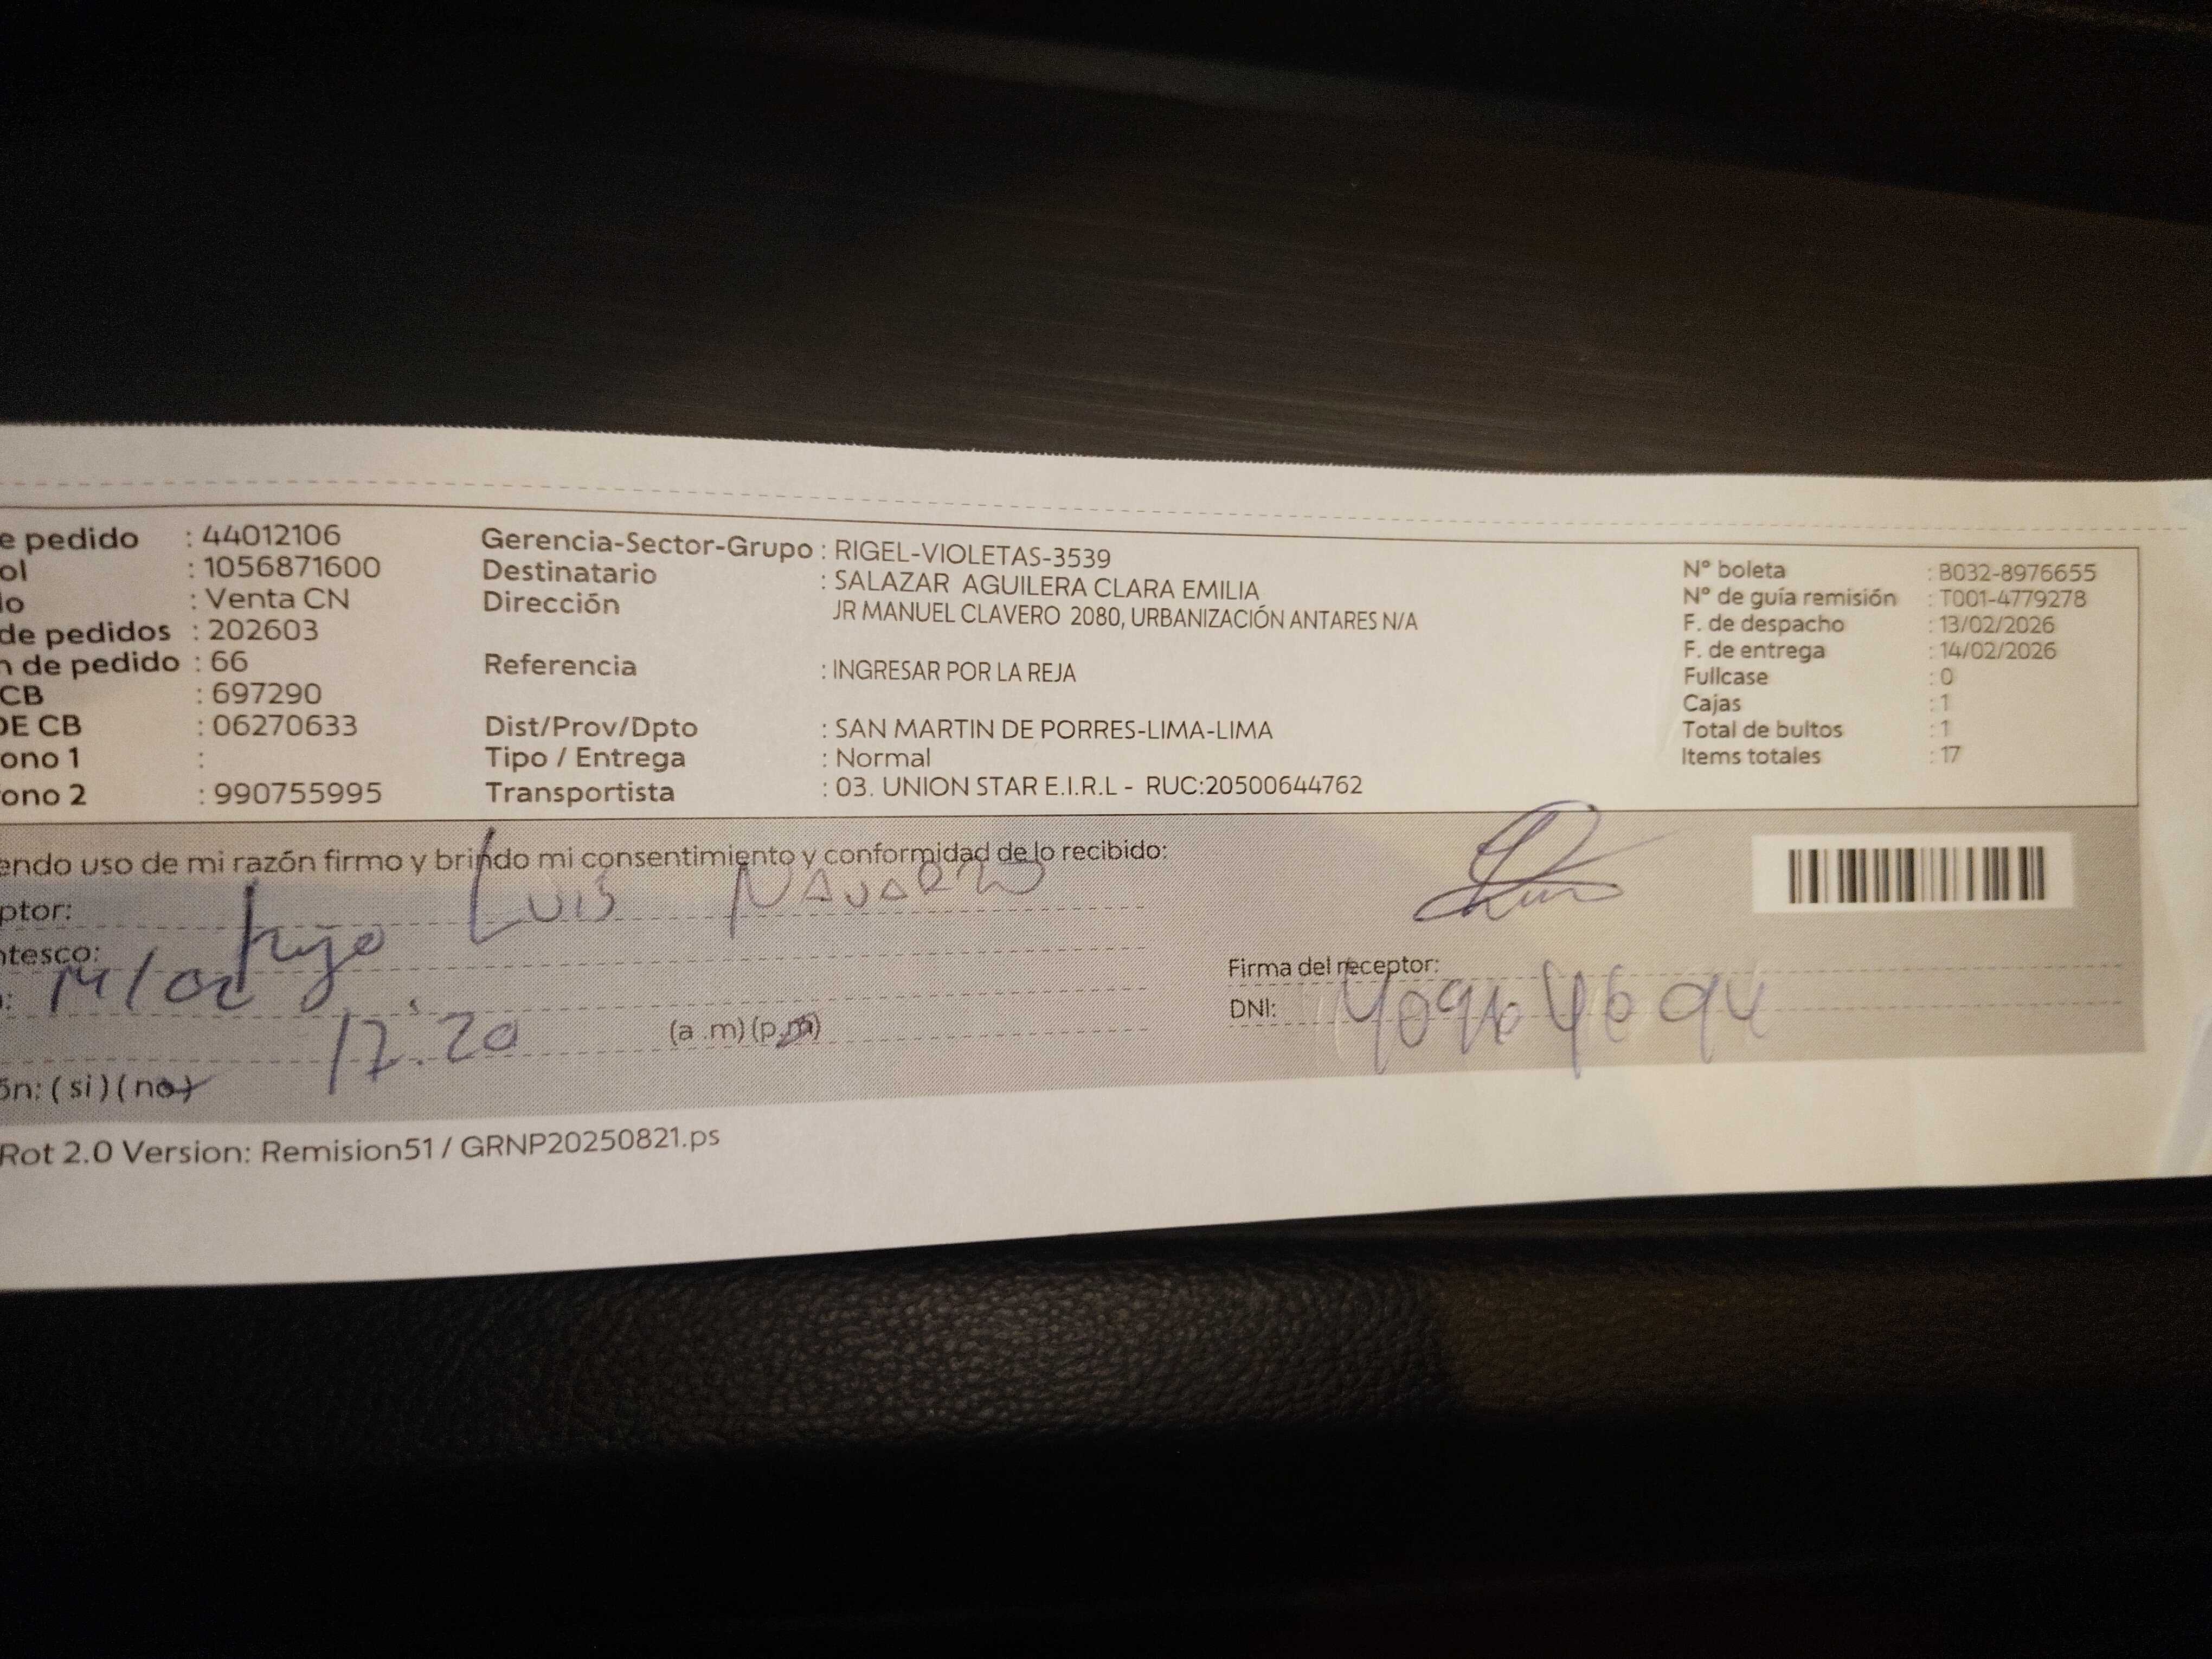 e pedido : 44012106
ol : 1056871600
lo : Venta CN
de pedidos : 202603
n de pedido : 66
CB : 697290
DE CB : 06270633
ono 1 :
ono 2 : 990755995
Gerencia-Sector-Grupo : RIGEL-VIOLETAS-3539
Destinatario : SALAZAR AGUILERA CLARA EMILIA
Dirección JR MANUEL CLAVERO 2080, URBANIZACIÓN ANTARES N/A
Referencia : INGRESAR POR LA REJA
Dist/Prov/Dpto : SAN MARTIN DE PORRES-LIMA-LIMA
Tipo / Entrega : Normal
Transportista : 03. UNION STAR E.I.R.L - RUC:20500644762
N° boleta : B032-8976655
N° de guía remisión : T001-4779278
F. de despacho : 13/02/2026
F. de entrega : 14/02/2026
Fullcase : 0
Cajas : 1
Total de bultos : 1
Items totales : 17
endo uso de mi razón firmo y brindo mi consentimiento y conformidad de lo recibido:
ptor: Luis Navarro
ntesco: hijo
: 14/02
17:20 (a .m) (p.m)
ón: ( si ) ( no )
Firma del receptor:
DNI:
Rot 2.0 Version: Remision51 / GRNP20250821.ps